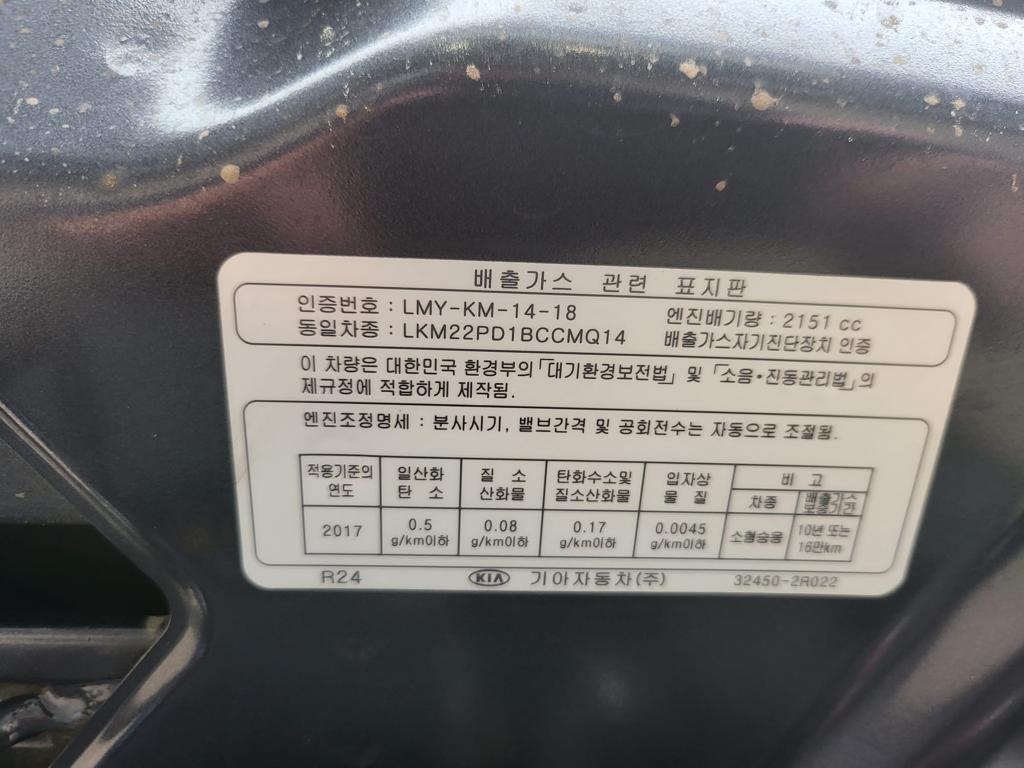 배출가스 관련 표지판
인증번호 : LMY-KM-14-18 엔진배기량 : 2151 cc
동일차종 : LKM22PD1BCCMQ14 배출가스자기진단장치 인증
이 차량은 대한민국 환경부의 「대기환경보전법」 및 「소음·진동관리법」의
제규정에 적합하게 제작됨.
엔진조정명세 : 분사시기, 밸브간격 및 공회전수는 자동으로 조절됨.
적용기준의 일산화 질 소 탄화수소및 입자상 비 고
연도 탄 소 산화물 질소산화물 물 질 차종 배출가스
보증기간
2017 0.5 0.08 0.17 0.0045 소형승용 10년 또는
g/km이하 g/km이하 g/km이하 g/km이하 16만km
R24 KIA 기아자동차(주) 32450-2R022